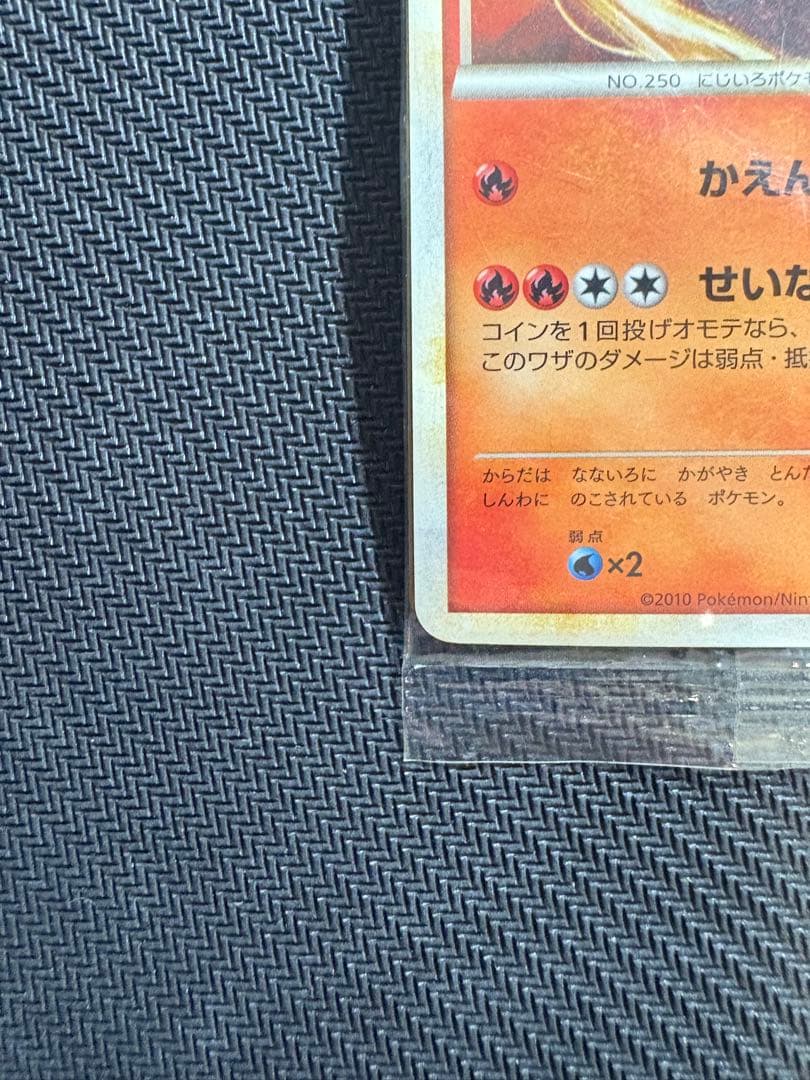 NO.250 にじいろポケモ
かえん
せいな
コインを1回投げオモテなら、
このワザのダメージは弱点・抵
からだは なないろに かがやき とんだ
しんわに のこされている ポケモン。
弱点
×2
©2010 Pokémon/Nin